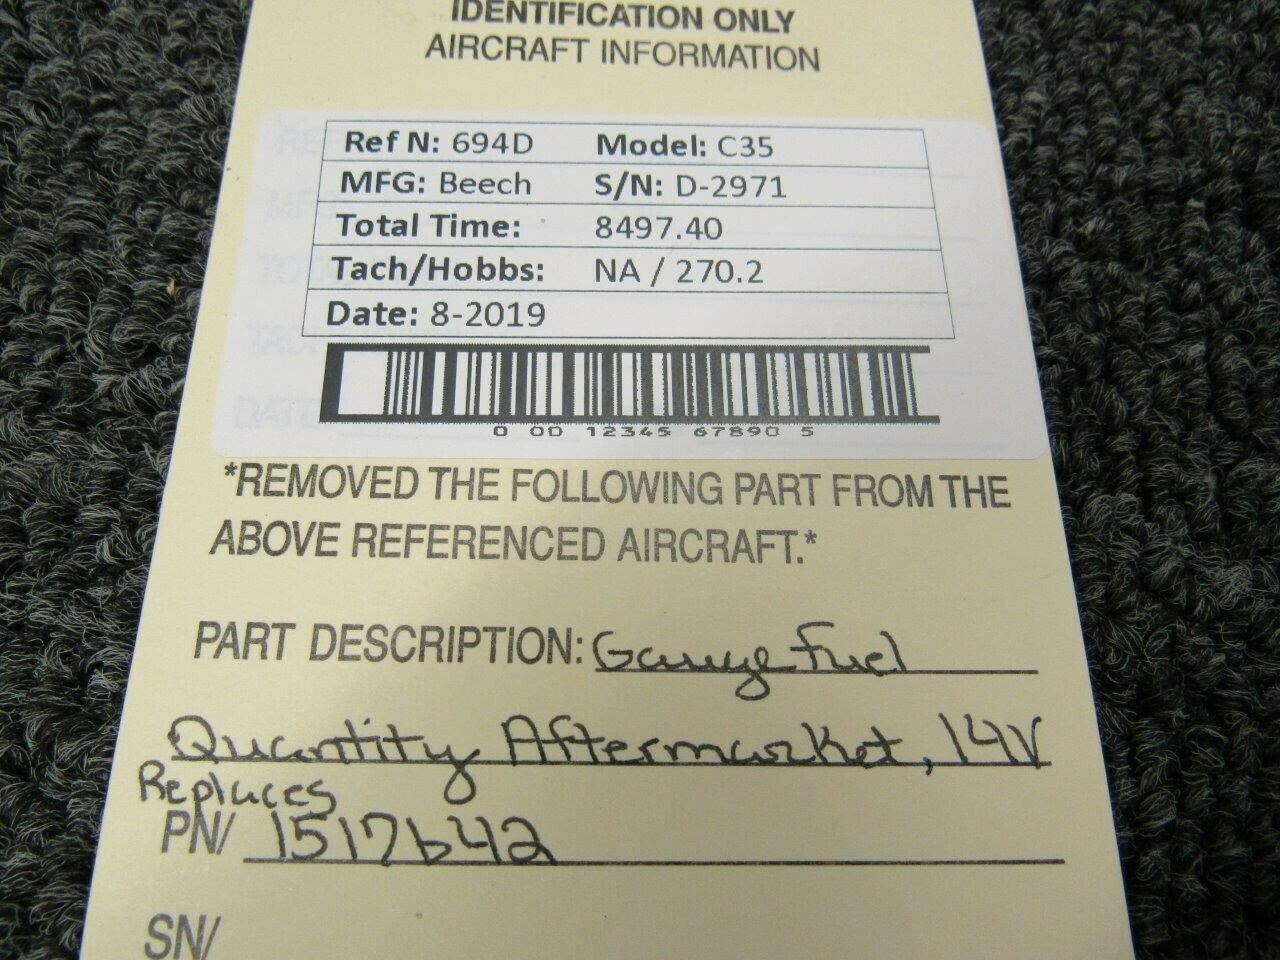 IDENTIFICATION ONLY
AIRCRAFT INFORMATION
Ref N: 694D Model: C35
MFG: Beech S/N: D-2971
Total Time: 8497.40
Tach/Hobbs: NA / 270.2
Date: 8-2019
0 00 12345 67890 5
*REMOVED THE FOLLOWING PART FROM THE
ABOVE REFERENCED AIRCRAFT.*
PART DESCRIPTION: Gauge Fuel
Quantity Aftermarket, 14V
Replaces
PN/ 1517642
SN/